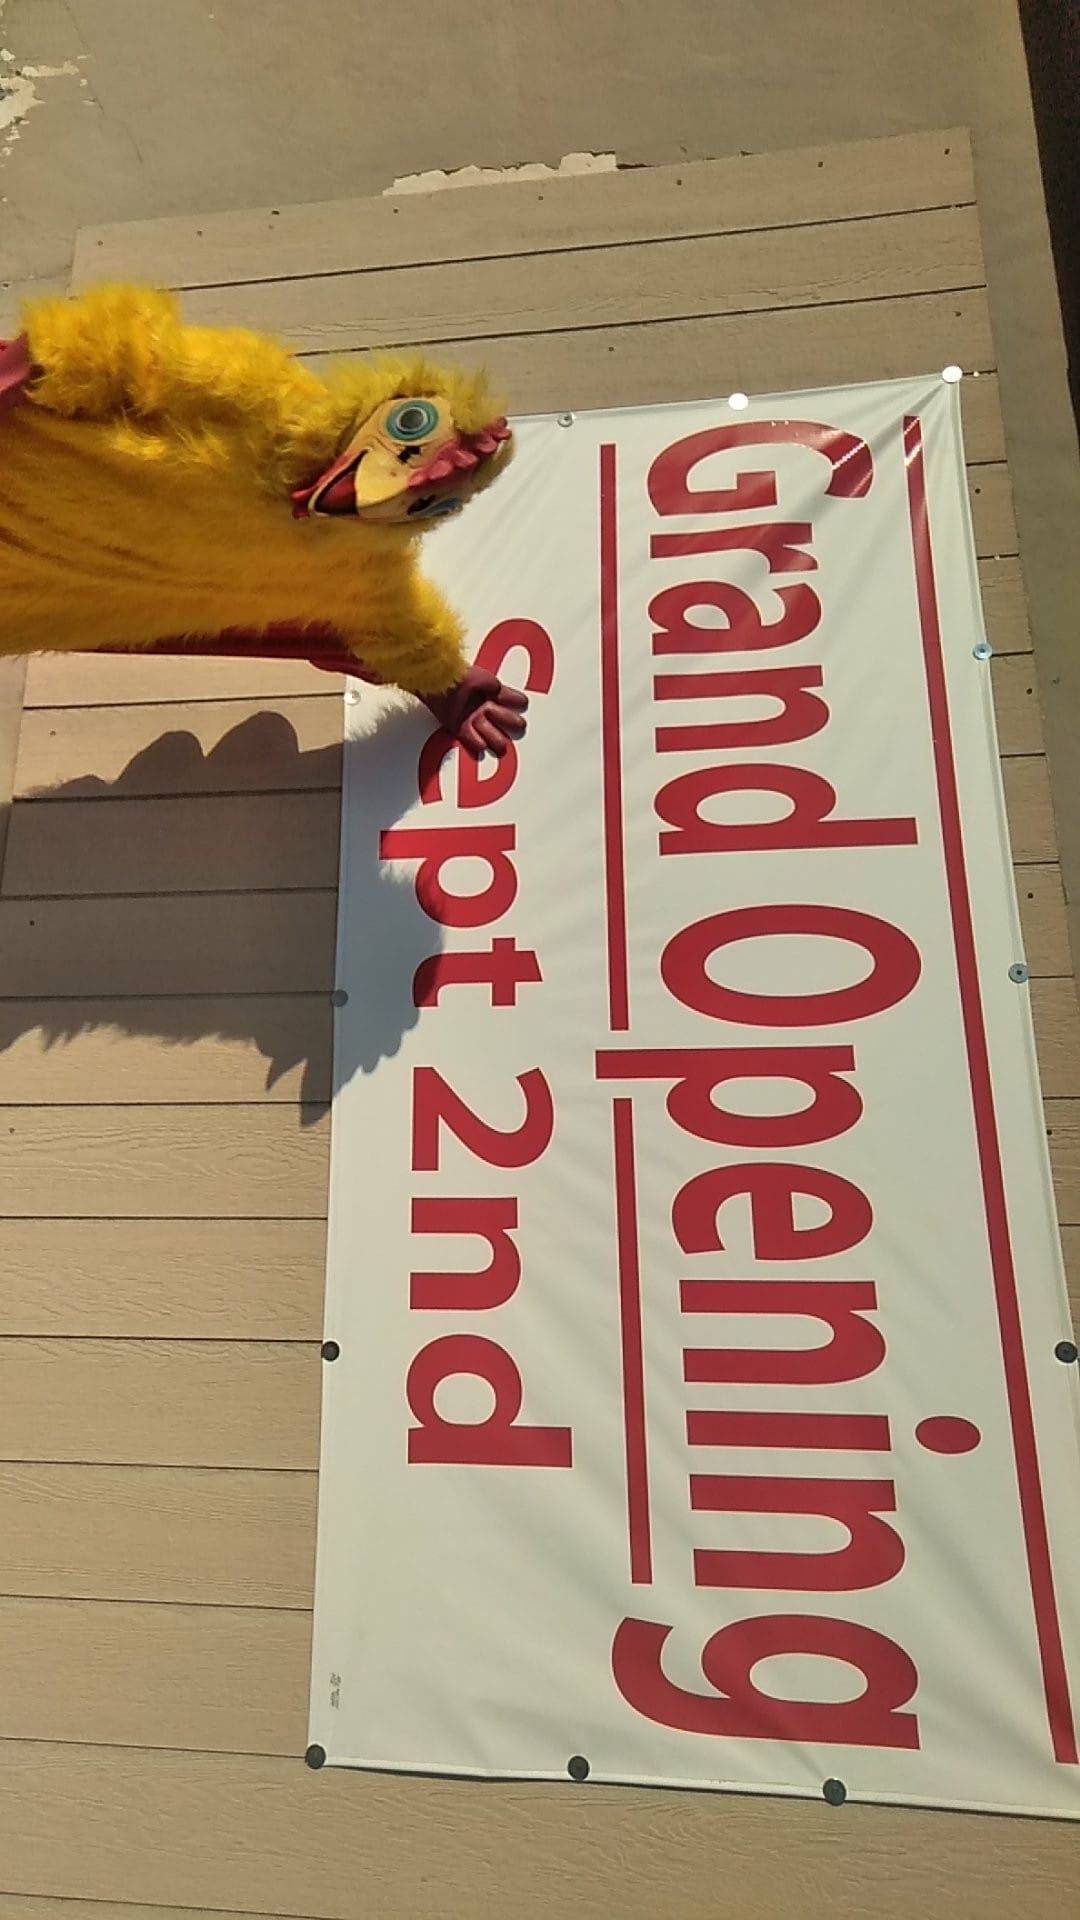 Grand Opening
Sept 2nd